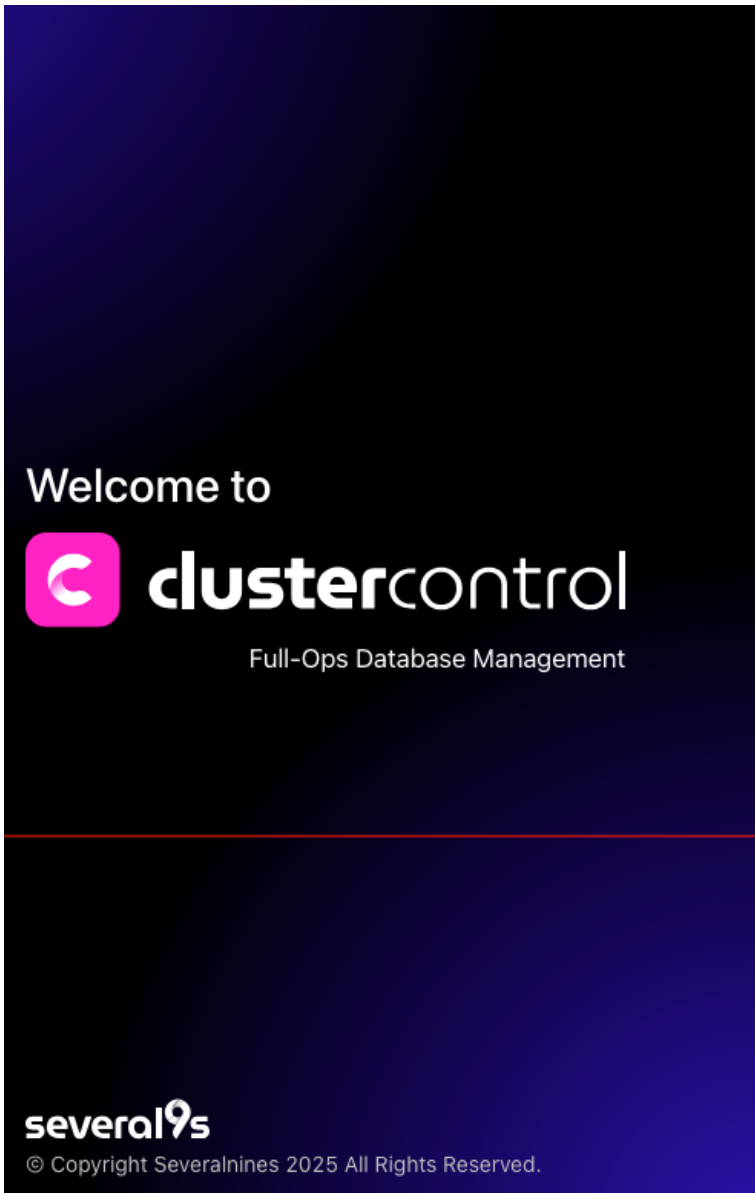 Welcome to
clustercontrol
Full-Ops Database Management
several9s
© Copyright Severalnines 2025 All Rights Reserved.